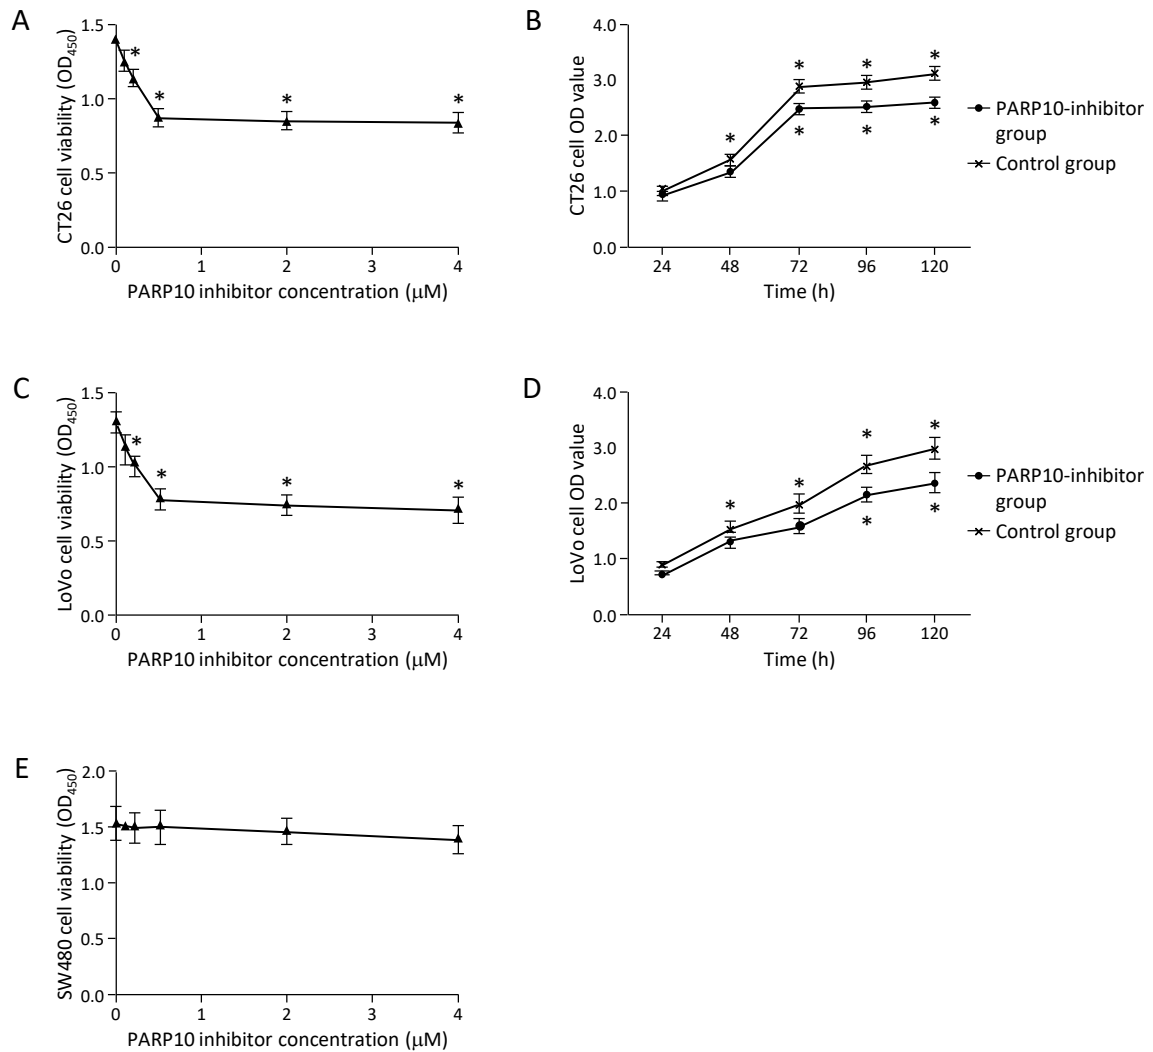 A
CT26 cell viability (OD450)
1.5
1.0
0.5
0.0
*
*
*
*
0 1 2 3 4
PARP10 inhibitor concentration (μM)
B
CT26 cell OD value
4.0
3.0
2.0
1.0
0.0
* * * *
* * *
24 48 72 96 120
Time (h)
PARP10-inhibitor
group
Control group
C
LoVo cell viability (OD450)
1.5
1.0
0.5
0.0
*
*
*
*
0 1 2 3 4
PARP10 inhibitor concentration (μM)
D
LoVo cell OD value
4.0
3.0
2.0
1.0
0.0
* * * *
* *
24 48 72 96 120
Time (h)
PARP10-inhibitor
group
Control group
E
SW480 cell viability (OD450)
2.0
1.5
1.0
0.5
0.0
0 1 2 3 4
PARP10 inhibitor concentration (μM)